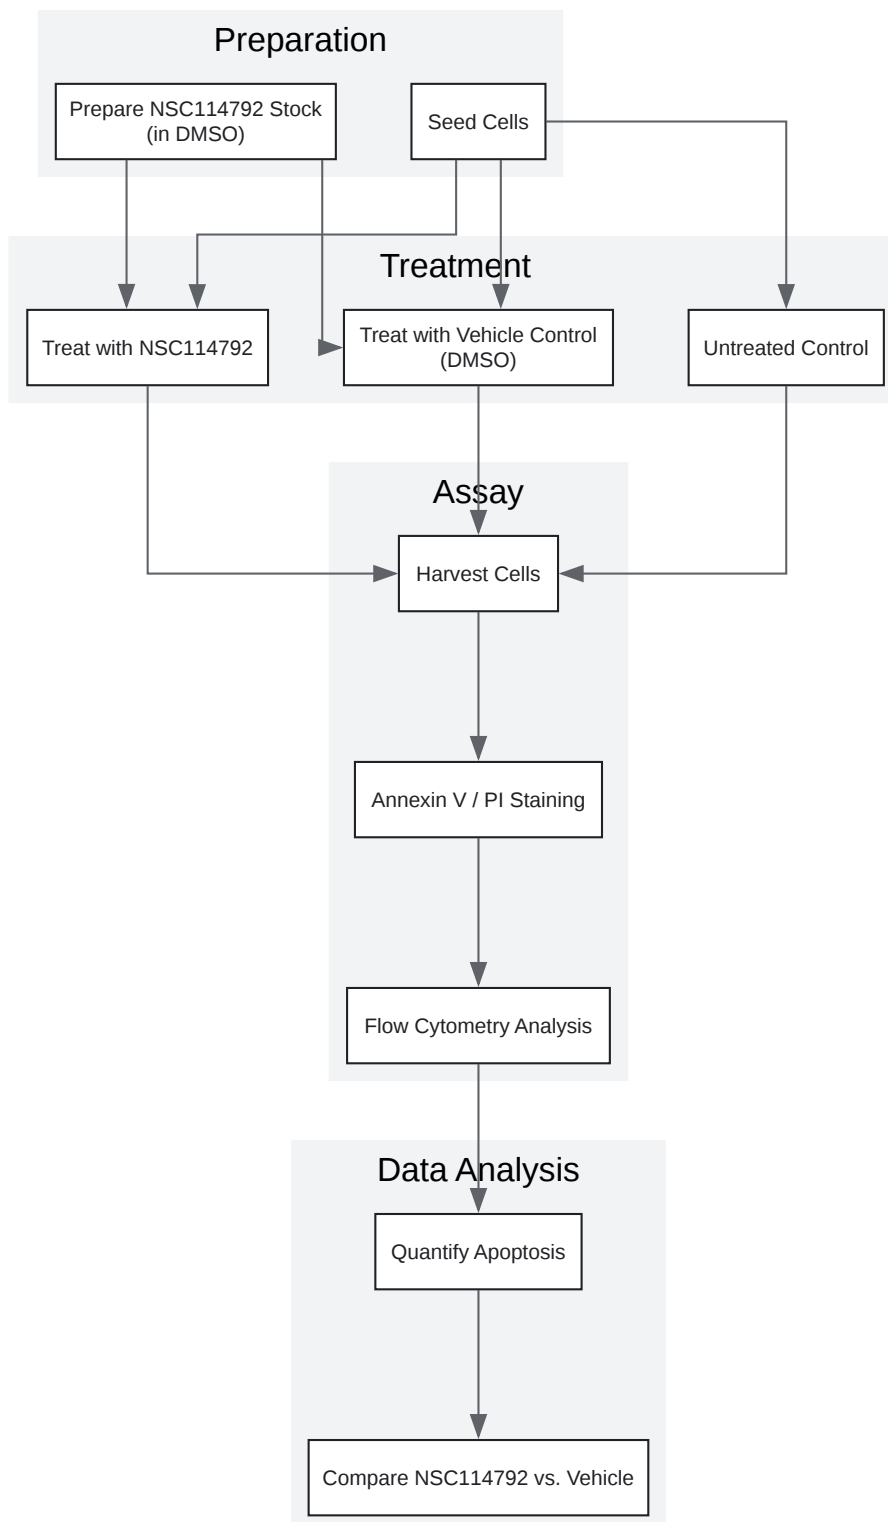 Preparation
Prepare NSC114792 Stock
(in DMSO)
Seed Cells
Treatment
Treat with NSC114792
Treat with Vehicle Control
(DMSO)
Untreated Control
Assay
Harvest Cells
Annexin V / PI Staining
Flow Cytometry Analysis
Data Analysis
Quantify Apoptosis
Compare NSC114792 vs. Vehicle